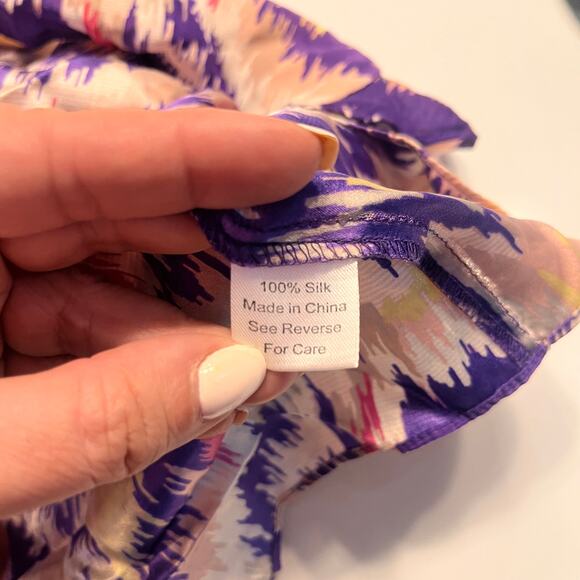 100% Silk
Made in China
See Reverse
For Care